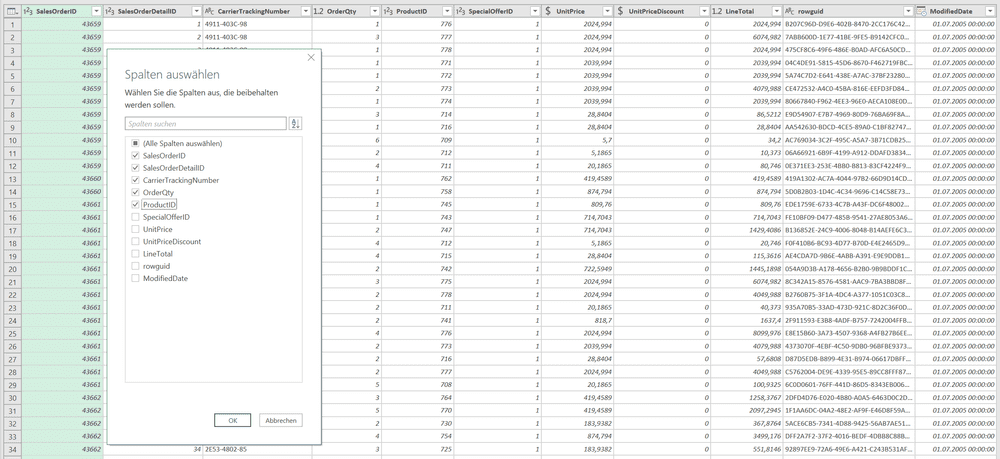 1²3 SalesOrderID 1²3 SalesOrderDetailID ABC CarrierTrackingNumber 1.2 OrderQty 1²3 ProductID 1²3 SpecialOfferID $ UnitPrice $ UnitPriceDiscount 1.2 LineTotal ABC rowguid ModifiedDate
1 43659 1 4911-403C-98 1 776 1 2024,994 0 2024,994 B207C96D-D9E6-402B-8470-2CC176C42... 01.07.2005 00:00:00
2 43659 2 4911-403C-98 3 777 1 2024,994 0 6074,982 7ABB600D-1E77-41BE-9FE5-B9142CFC0... 01.07.2005 00:00:00
3 43659 1 778 1 2024,994 0 2024,994 475CF8C6-49F6-486E-B0AD-AFC6A50CD... 01.07.2005 00:00:00
4 43659 1 771 1 2039,994 0 2039,994 04C4DE91-5815-45D6-8670-F462719FBC... 01.07.2005 00:00:00
5 43659 1 772 1 2039,994 0 2039,994 5A74C7D2-E641-438E-A7AC-37BF23280... 01.07.2005 00:00:00
6 43659 2 773 1 2039,994 0 4079,988 CE472532-A4C0-45BA-816E-EEFD3FD84... 01.07.2005 00:00:00
7 43659 1 774 1 2039,994 0 2039,994 80667840-F962-4EE3-96E0-AECA108E0D... 01.07.2005 00:00:00
8 43659 3 714 1 28,8404 0 86,5212 E9D54907-E7B7-4969-80D9-76BA69F8A... 01.07.2005 00:00:00
9 43659 1 716 1 28,8404 0 28,8404 AA542630-BDCD-4CE5-89A0-C1BF82747... 01.07.2005 00:00:00
10 43659 6 709 1 5,7 0 34,2 AC769034-3C2F-495C-A5A7-3B71CDB25... 01.07.2005 00:00:00
11 43659 2 712 1 5,1865 0 10,373 06A66921-6B9F-4199-A912-DDAFD3834... 01.07.2005 00:00:00
12 43659 4 711 1 20,1865 0 80,746 0E371EE3-253E-4BB0-B813-83CF4224F9... 01.07.2005 00:00:00
13 43660 1 762 1 419,4589 0 419,4589 419A1302-AC7A-4044-97B2-66D9D14CD... 01.07.2005 00:00:00
14 43660 1 758 1 874,794 0 874,794 5D0B2B03-1D4C-4C34-9696-14C5BE73... 01.07.2005 00:00:00
15 43661 1 745 1 809,76 0 809,76 EDE1759E-6733-4C7B-A43F-DC6F48002... 01.07.2005 00:00:00
16 43661 1 743 1 714,7043 0 714,7043 FE10BF09-D477-485B-9541-27AE8053A6... 01.07.2005 00:00:00
17 43661 2 747 1 714,7043 0 1429,4086 B136852E-24C9-4006-8048-B14AEFE6C3... 01.07.2005 00:00:00
18 43661 4 712 1 5,1865 0 20,746 F0F410B6-BC93-4D77-870D-E4E2465D9... 01.07.2005 00:00:00
19 43661 4 715 1 28,8404 0 115,3616 AE4CDA7D-9B6E-4ABB-A391-E9E9DDB1... 01.07.2005 00:00:00
20 43661 2 742 1 722,5949 0 1445,1898 054A9D3B-A178-4656-B2B0-9B9BDDF1C... 01.07.2005 00:00:00
21 43661 3 775 1 2024,994 0 6074,982 8C342A15-8576-4581-AAC9-7BA3BBD8F... 01.07.2005 00:00:00
22 43661 2 778 1 2024,994 0 4049,988 B2760B75-3F1A-4DC4-A377-1051C03C8... 01.07.2005 00:00:00
23 43661 2 711 1 20,1865 0 40,373 935A70B5-33AD-473D-921C-8D2C36F0D... 01.07.2005 00:00:00
24 43661 2 741 1 818,7 0 1637,4 2F911593-E3B8-4ADF-B757-7242004FFB... 01.07.2005 00:00:00
25 43661 4 776 1 2024,994 0 8099,976 E8E15B60-3A73-4507-9368-A4FB27B6EE... 01.07.2005 00:00:00
26 43661 2 773 1 2039,994 0 4079,988 4373070F-4EBF-4C50-9DB0-96BFBE9373... 01.07.2005 00:00:00
27 43661 2 716 1 28,8404 0 57,6808 D87D5EDB-B899-4E31-B974-06617DBFF... 01.07.2005 00:00:00
28 43661 2 777 1 2024,994 0 4049,988 C5762004-DE9E-4339-95E5-89CC8FFF87... 01.07.2005 00:00:00
29 43661 5 708 1 20,1865 0 100,9325 6C0D0601-76FF-441D-86D5-8343EB006... 01.07.2005 00:00:00
30 43662 3 764 1 419,4589 0 1258,3767 2DFD4D76-E020-4880-A0A5-6463D0C2D... 01.07.2005 00:00:00
31 43662 5 770 1 419,4589 0 2097,2945 1F1AA6DC-04A2-48E2-AF9F-E46D8F59A... 01.07.2005 00:00:00
32 43662 2 730 1 183,9382 0 367,8764 5ACE6CB5-7341-4D88-9425-56AB7AE51... 01.07.2005 00:00:00
33 43662 4 754 1 874,794 0 3499,176 DFF2A7F2-37F2-4016-8EDF-4DBB8C88B... 01.07.2005 00:00:00
34 43662 34 2E53-4802-85 3 725 1 183,9382 0 551,8146 92897EE9-72A6-49E6-A421-C243B531AF... 01.07.2005 00:00:00
Spalten auswählen
Wählen Sie die Spalten aus, die beibehalten
werden sollen.
Spalten suchen
(Alle Spalten auswählen)
SalesOrderID
SalesOrderDetailID
CarrierTrackingNumber
OrderQty
ProductID
SpecialOfferID
UnitPrice
UnitPriceDiscount
LineTotal
rowguid
ModifiedDate
OK Abbrechen